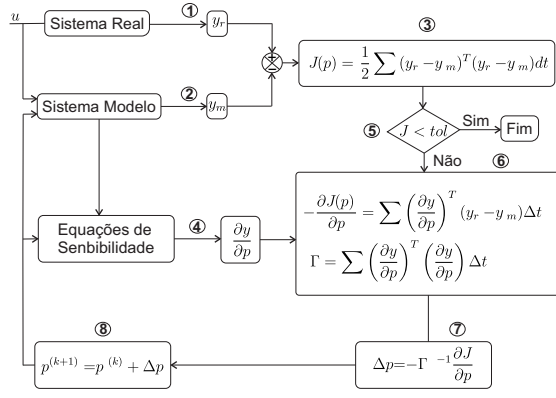 u
Sistema Real
①
y_r
Sistema Modelo
②
y_m
+
−
③
J(p) = 1/2 ∑ (y_r − y_m)^T (y_r − y_m)dt
⑤
J < tol
Sim
Fim
Não
⑥
−∂J(p)/∂p = ∑ (∂y/∂p)^T (y_r − y_m)Δt
Γ = ∑ (∂y/∂p)^T (∂y/∂p) Δt
Equações de
Senbibilidade
④
∂y/∂p
⑦
Δp=−Γ^−1 ∂J/∂p
⑧
p^(k+1) = p^(k) + Δp